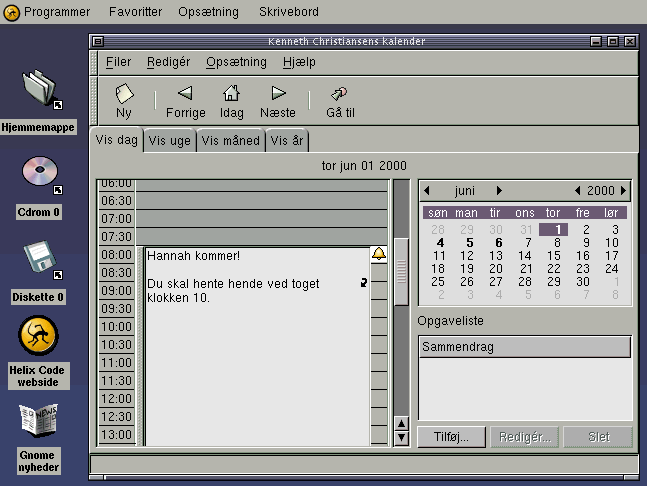 Programmer Favoritter Opsætning Skrivebord
Kenneth Christiansens kalender
Filer Redigér Opsætning Hjælp
Ny Forrige Idag Næste Gå til
Vis dag Vis uge Vis måned Vis år
tor jun 01 2000
Hjemmemappe
Cdrom 0
Diskette 0
Helix Code
webside
NEWS
Gnome
nyheder
06:00
06:30
07:00
07:30
08:00 Hannah kommer!
08:30
09:00 Du skal hente hende ved toget
09:30 klokken 10.
10:00
10:30
11:00
11:30
12:00
12:30
13:00
juni 2000
søn man tir ons tor fre lør
28 29 30 31 1 2 3
4 5 6 7 8 9 10
11 12 13 14 15 16 17
18 19 20 21 22 23 24
25 26 27 28 29 30 1
2 3 4 5 6 7 8
Opgaveliste
Sammendrag
Tilføj... Redigér... Slet